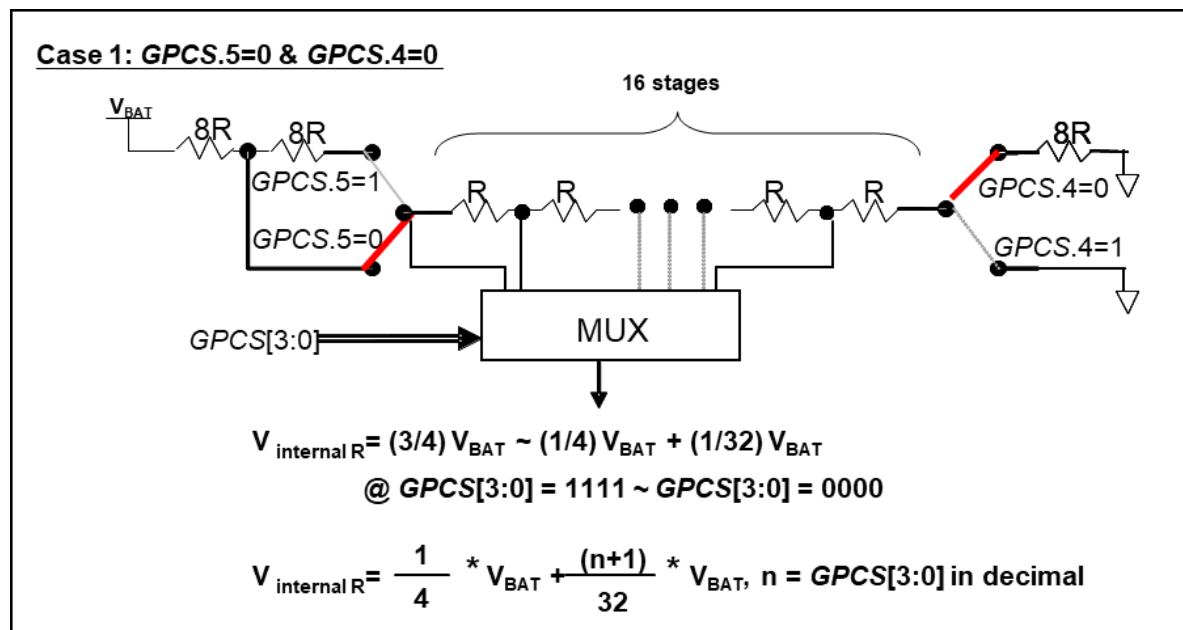 Case 1: GPCS.5=0 & GPCS.4=0
16 stages
VBAT
8R
8R
8R
GPCS.5=1
GPCS.4=0
R
R
R
R
GPCS.5=0
GPCS.4=1
MUX
GPCS[3:0]
V internal R= (3/4) VBAT ~ (1/4) VBAT + (1/32) VBAT
@ GPCS[3:0] = 1111 ~ GPCS[3:0] = 0000
V internal R= 1/4 * VBAT + (n+1)/32 * VBAT, n = GPCS[3:0] in decimal